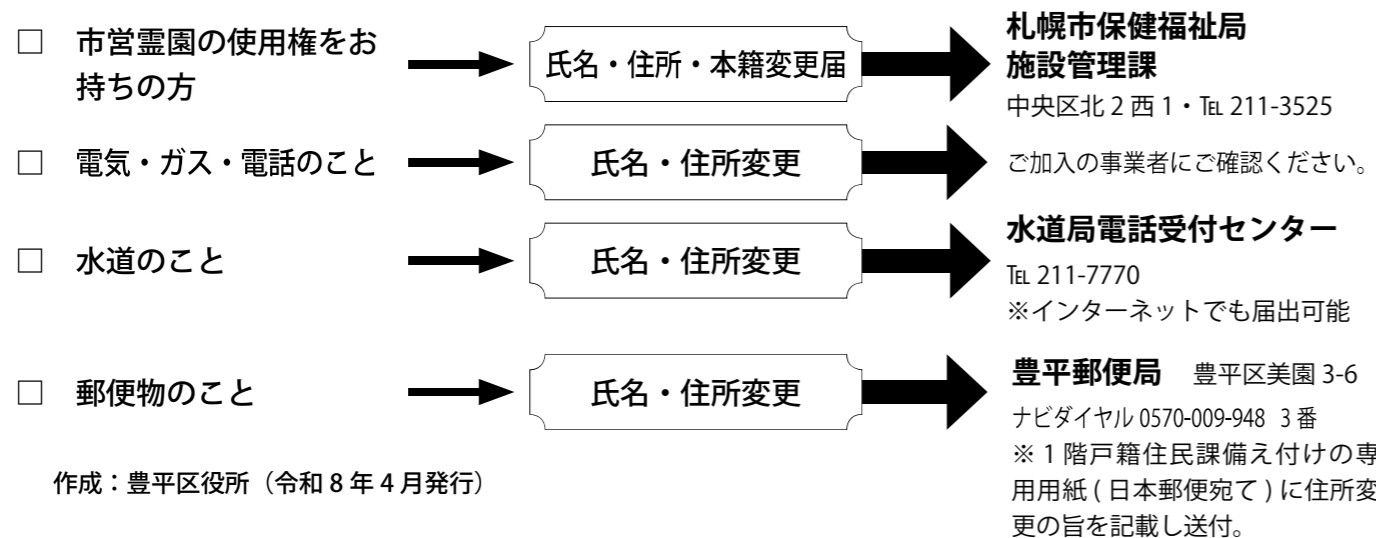 □ 市営霊園の使用権をお
持ちの方
氏名・住所・本籍変更届
札幌市保健福祉局
施設管理課
中央区北2西1・℡ 211-3525
□ 電気・ガス・電話のこと
氏名・住所変更
ご加入の事業者にご確認ください。
□ 水道のこと
氏名・住所変更
水道局電話受付センター
℡ 211-7770
※インターネットでも届出可能
□ 郵便物のこと
氏名・住所変更
豊平郵便局 豊平区美園 3-6
ナビダイヤル 0570-009-948 3番
※1階戸籍住民課備え付けの専
用用紙(日本郵便宛て)に住所変
更の旨を記載し送付。
作成：豊平区役所（令和8年4月発行）